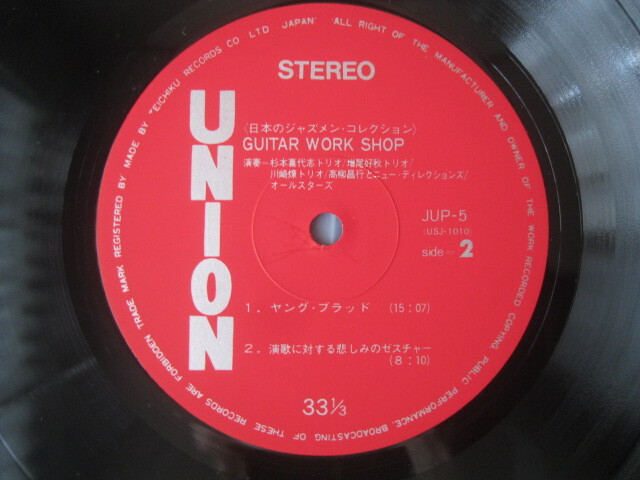 STEREO
UNION
〈日本のジャズメン・コレクション〉
GUITAR WORK SHOP
演奏－杉本喜代志トリオ/増尾好秋トリオ/
川崎燎トリオ/高柳昌行とニュー・ディレクションズ/
オールスターズ
JUP-5
(USJ-1010)
side 2
1. ヤング・ブラッド (15:07)
2. 演歌に対する悲しみのゼスチャー
(8:10)
33⅓
MADE BY TEICHIKU RECORDS CO LTD JAPAN ALL RIGHT OF THE MANUFACTURER AND OWNER OF THE WORK RECORDED COPYING, PUBLIC PERFORMANCE, BROADCASTING OF THESE RECORDS ARE FORBIDDEN TRADE MARK REGISTERED